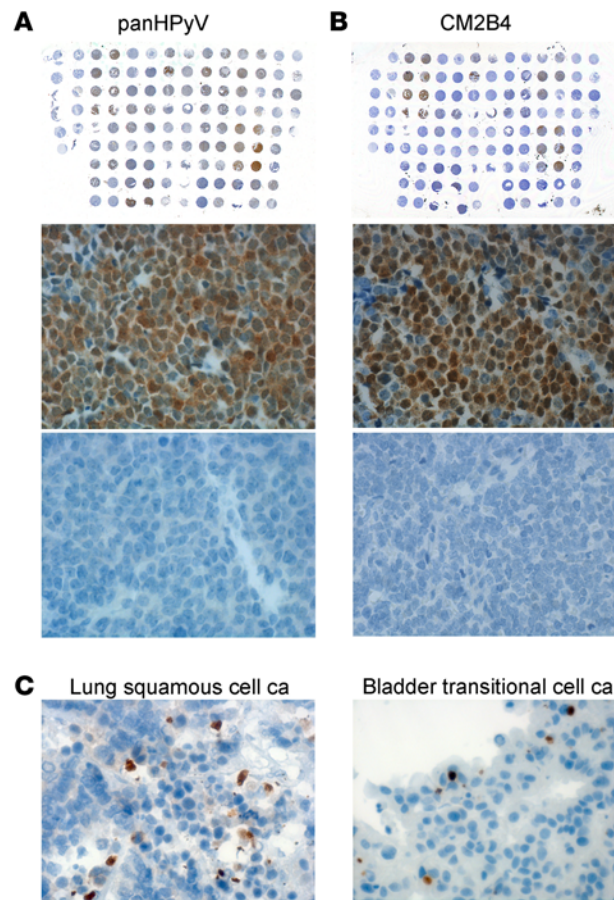 A
panHPyV
B
CM2B4
C
Lung squamous cell ca
Bladder transitional cell ca